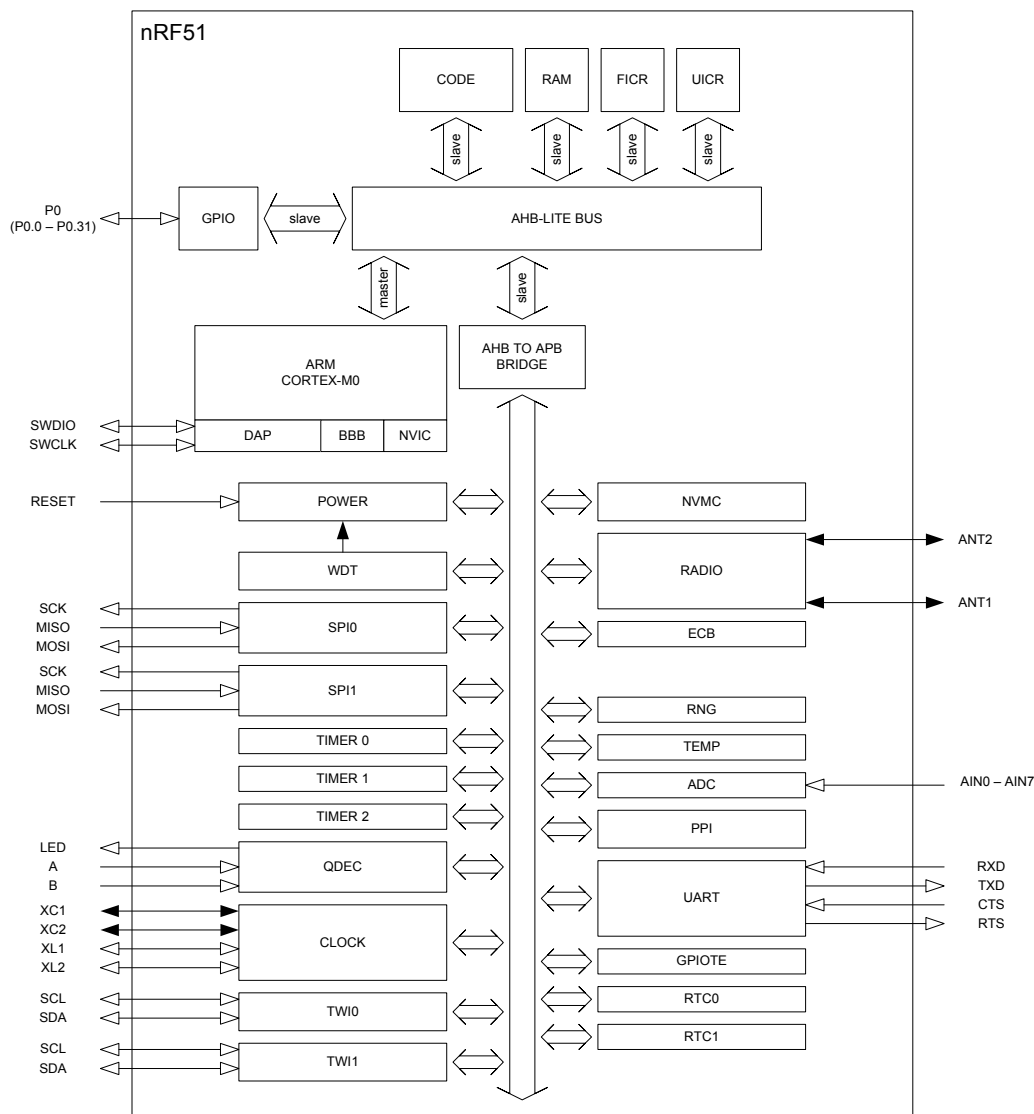 nRF51
CODE
RAM
FICR
UICR
slave
slave
slave
slave
P0
(P0.0 – P0.31)
GPIO
slave
AHB-LITE BUS
master
slave
ARM
CORTEX-M0
AHB TO APB
BRIDGE
SWDIO
SWCLK
DAP
BBB
NVIC
RESET
POWER
NVMC
WDT
RADIO
ANT2
ANT1
SCK
MISO
MOSI
SPI0
ECB
SCK
MISO
MOSI
SPI1
RNG
TIMER 0
TEMP
TIMER 1
ADC
AIN0 – AIN7
TIMER 2
PPI
LED
A
B
QDEC
UART
RXD
TXD
CTS
RTS
XC1
XC2
XL1
XL2
CLOCK
GPIOTE
SCL
SDA
TWI0
RTC0
RTC1
SCL
SDA
TWI1